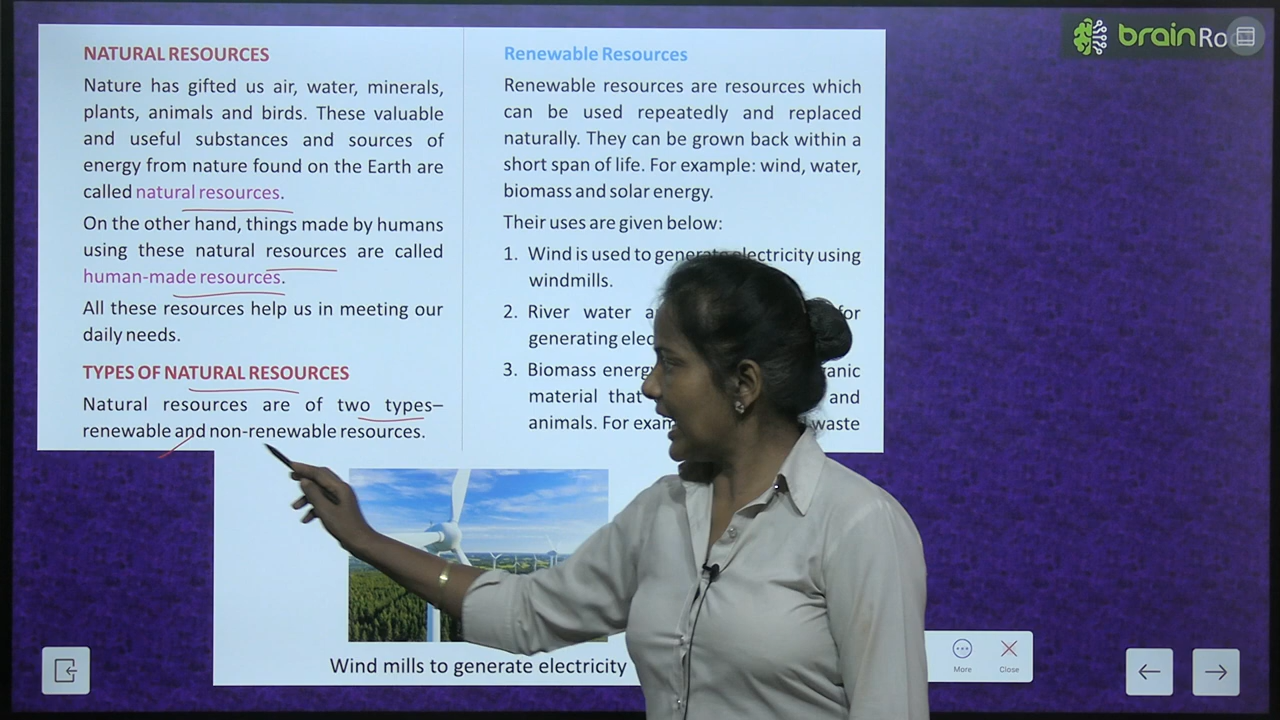 NATURAL RESOURCES
Nature has gifted us air, water, minerals,
plants, animals and birds. These valuable
and useful substances and sources of
energy from nature found on the Earth are
called natural resources.
On the other hand, things made by humans
using these natural resources are called
human-made resources.
All these resources help us in meeting our
daily needs.
TYPES OF NATURAL RESOURCES
Natural resources are of two types–
renewable and non-renewable resources.
Renewable Resources
Renewable resources are resources which
can be used repeatedly and replaced
naturally. They can be grown back within a
short span of life. For example: wind, water,
biomass and solar energy.
Their uses are given below:
1. Wind is used to generate electricity using
windmills.
2. River water for
generating
3. Biomass
material that and
animals. For waste
Wind mills to generate electricity
brain
More
Close